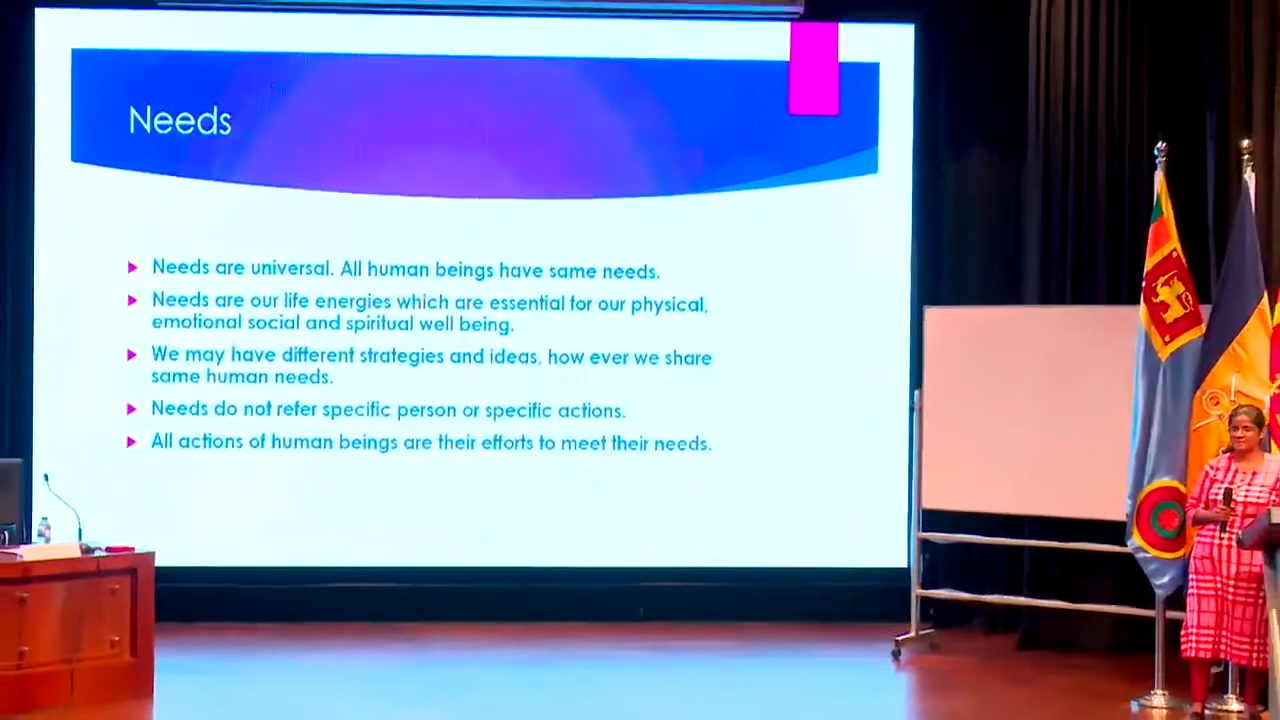 Needs
Needs are universal. All human beings have same needs.
Needs are our life energies which are essential for our physical,
emotional social and spiritual well being.
We may have different strategies and ideas, how ever we share
same human needs.
Needs do not refer specific person or specific actions.
All actions of human beings are their efforts to meet their needs.